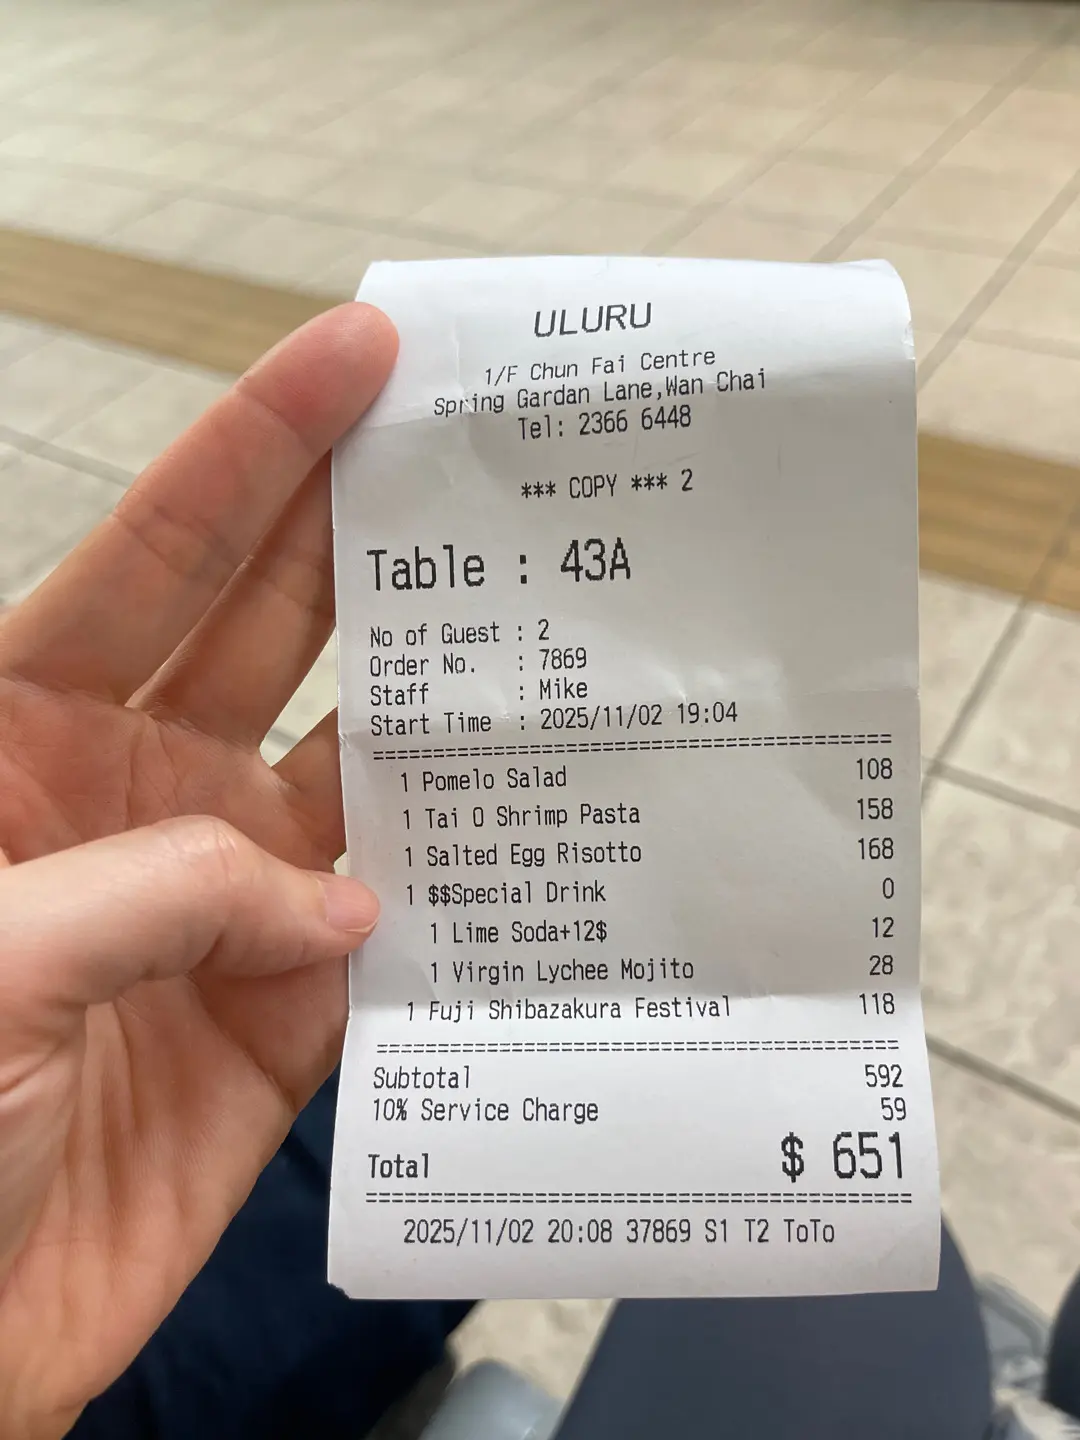 ULURU
1/F Chun Fai Centre
Spring Gardan Lane,Wan Chai
Tel: 2366 6448
*** COPY *** 2
Table : 43A
No of Guest : 2
Order No. : 7869
Staff : Mike
Start Time : 2025/11/02 19:04
===========================================
1 Pomelo Salad 108
1 Tai O Shrimp Pasta 158
1 Salted Egg Risotto 168
1 $$Special Drink 0
1 Lime Soda+12$ 12
1 Virgin Lychee Mojito 28
1 Fuji Shibazakura Festival 118
===========================================
Subtotal 592
10% Service Charge 59
Total $ 651
===========================================
2025/11/02 20:08 37869 S1 T2 ToTo